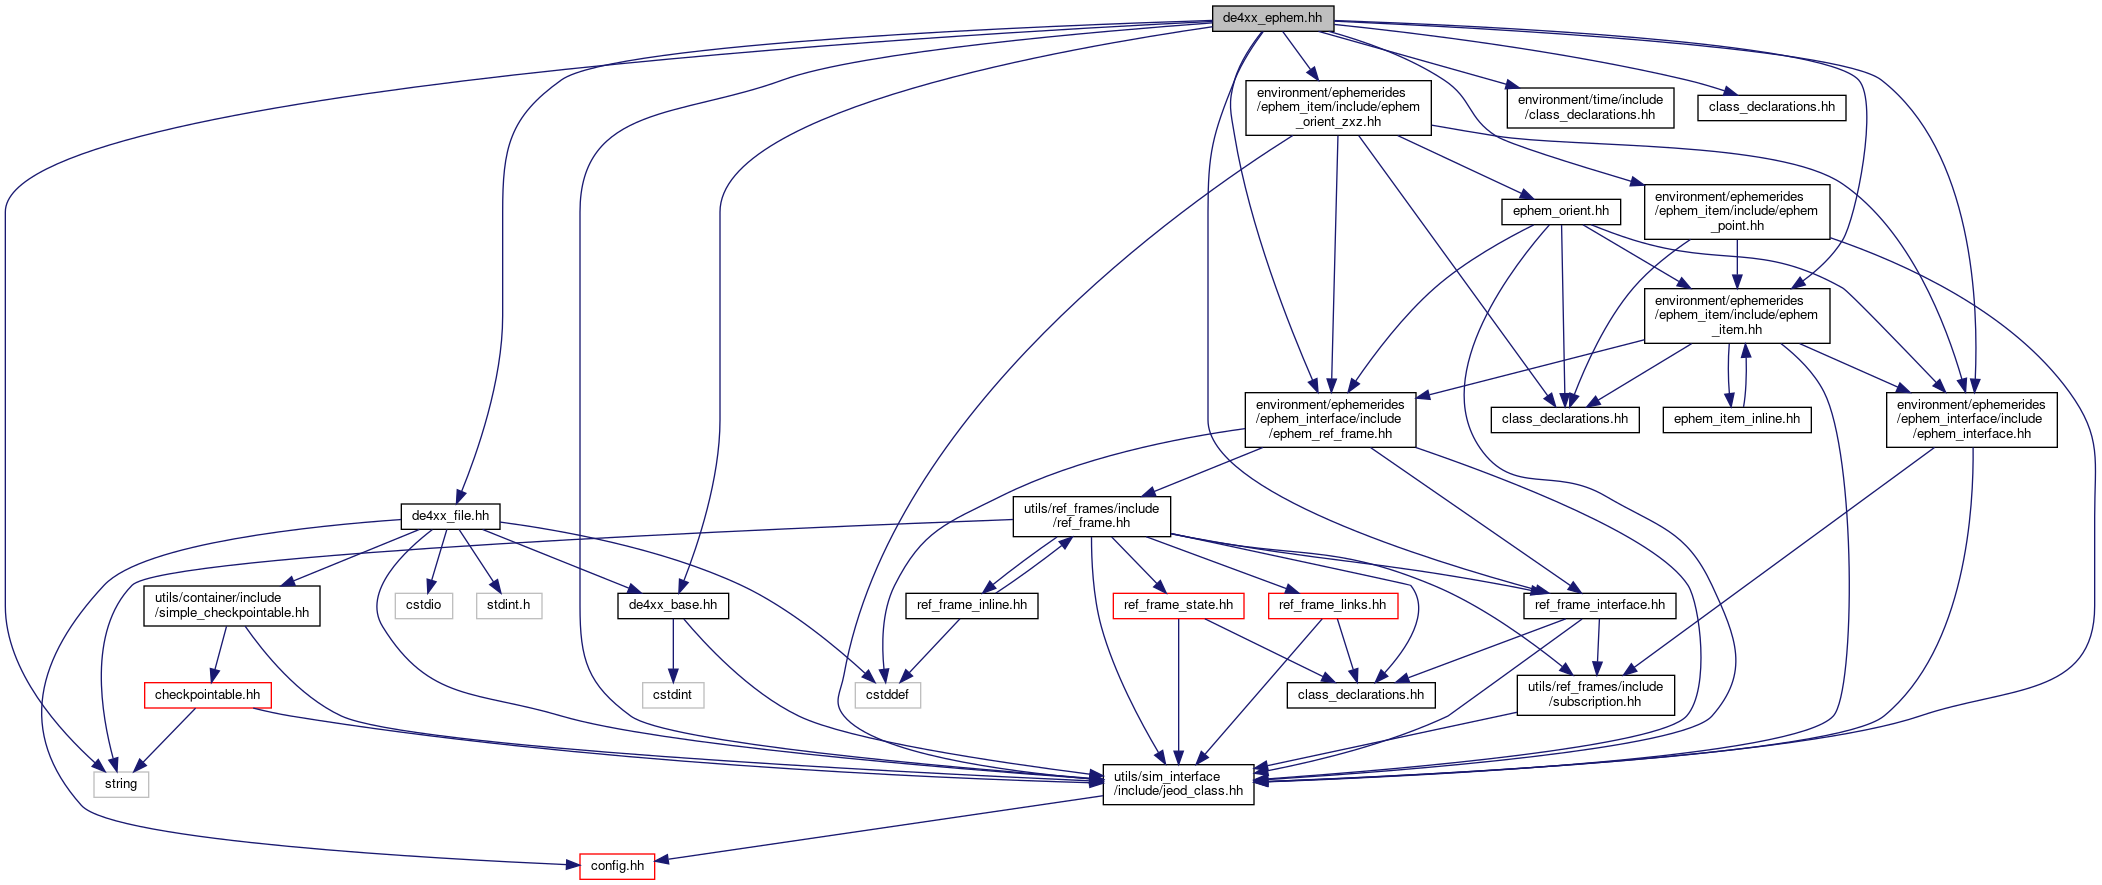 de4xx_ephem.hh
environment/ephemerides
/ephem_item/include/ephem
_orient_zxz.hh
environment/time/include
/class_declarations.hh
class_declarations.hh
ephem_orient.hh
environment/ephemerides
/ephem_item/include/ephem
_point.hh
environment/ephemerides
/ephem_item/include/ephem
_item.hh
environment/ephemerides
/ephem_interface/include
/ephem_ref_frame.hh
class_declarations.hh
ephem_item_inline.hh
environment/ephemerides
/ephem_interface/include
/ephem_interface.hh
de4xx_file.hh
utils/ref_frames/include
/ref_frame.hh
utils/container/include
/simple_checkpointable.hh
cstdio
stdint.h
de4xx_base.hh
ref_frame_inline.hh
ref_frame_state.hh
ref_frame_links.hh
ref_frame_interface.hh
checkpointable.hh
cstdint
cstddef
class_declarations.hh
utils/ref_frames/include
/subscription.hh
string
utils/sim_interface
/include/jeod_class.hh
config.hh